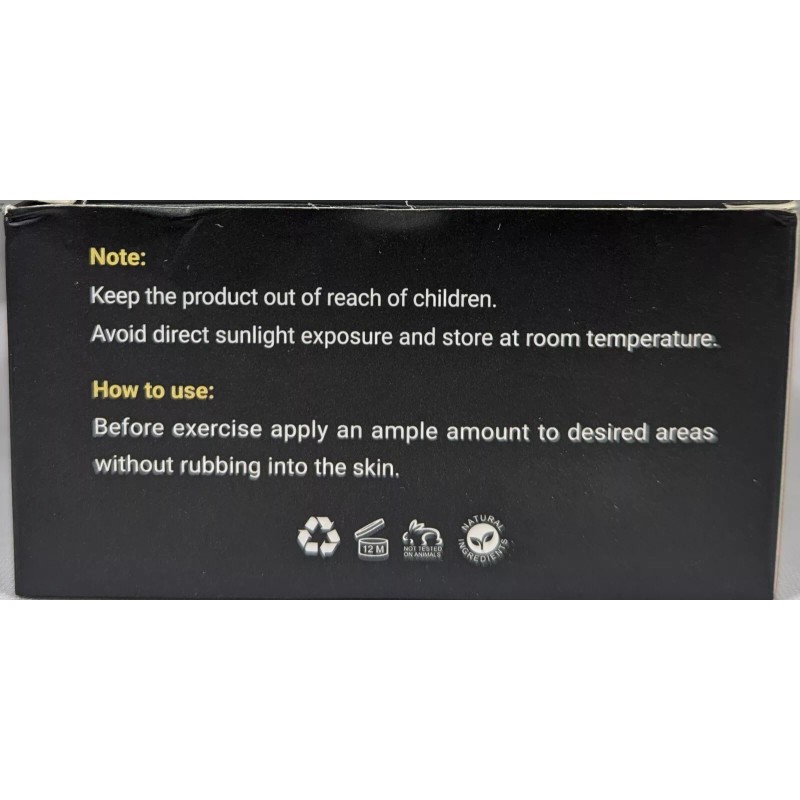 Note:
Keep the product out of reach of children.
Avoid direct sunlight exposure and store at room temperature.
How to use:
Before exercise apply an ample amount to desired areas
without rubbing into the skin.
12 M
NOT TESTED
ON ANIMALS
NATURAL
INGREDIENTS